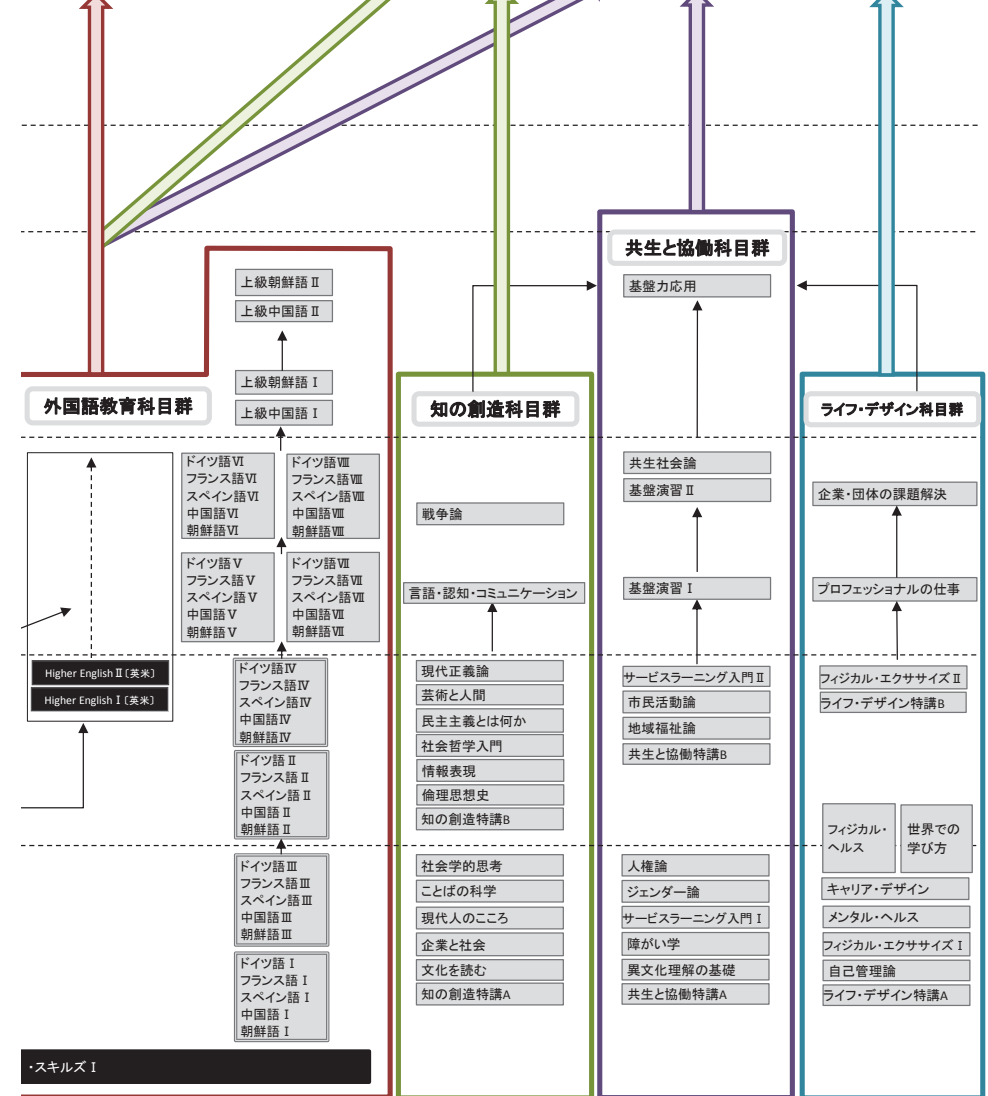 外国語教育科目群
上級朝鮮語Ⅱ
上級中国語Ⅱ
上級朝鮮語Ⅰ
上級中国語Ⅰ
ドイツ語Ⅵ
フランス語Ⅵ
スペイン語Ⅵ
中国語Ⅵ
朝鮮語Ⅵ
ドイツ語Ⅷ
フランス語Ⅷ
スペイン語Ⅷ
中国語Ⅷ
朝鮮語Ⅷ
ドイツ語Ⅴ
フランス語Ⅴ
スペイン語Ⅴ
中国語Ⅴ
朝鮮語Ⅴ
ドイツ語Ⅶ
フランス語Ⅶ
スペイン語Ⅶ
中国語Ⅶ
朝鮮語Ⅶ
Higher EnglishⅡ〔英米〕
Higher EnglishⅠ〔英米〕
ドイツ語Ⅳ
フランス語Ⅳ
スペイン語Ⅳ
中国語Ⅳ
朝鮮語Ⅳ
ドイツ語Ⅱ
フランス語Ⅱ
スペイン語Ⅱ
中国語Ⅱ
朝鮮語Ⅱ
ドイツ語Ⅲ
フランス語Ⅲ
スペイン語Ⅲ
中国語Ⅲ
朝鮮語Ⅲ
ドイツ語Ⅰ
フランス語Ⅰ
スペイン語Ⅰ
中国語Ⅰ
朝鮮語Ⅰ
・スキルズⅠ
知の創造科目群
戦争論
言語・認知・コミュニケーション
現代正義論
芸術と人間
民主主義とは何か
社会哲学入門
情報表現
倫理思想史
知の創造特講B
社会学的思考
ことばの科学
現代人のこころ
企業と社会
文化を読む
知の創造特講A
共生と協働科目群
基盤力応用
共生社会論
基盤演習Ⅱ
基盤演習Ⅰ
サービスラーニング入門Ⅱ
市民活動論
地域福祉論
共生と協働特講B
人権論
ジェンダー論
サービスラーニング入門Ⅰ
障がい学
異文化理解の基礎
共生と協働特講A
ライフ・デザイン科目群
企業・団体の課題解決
プロフェッショナルの仕事
フィジカル・エクササイズⅡ
ライフ・デザイン特講B
フィジカル・
ヘルス
世界での
学び方
キャリア・デザイン
メンタル・ヘルス
フィジカル・エクササイズⅠ
自己管理論
ライフ・デザイン特講A